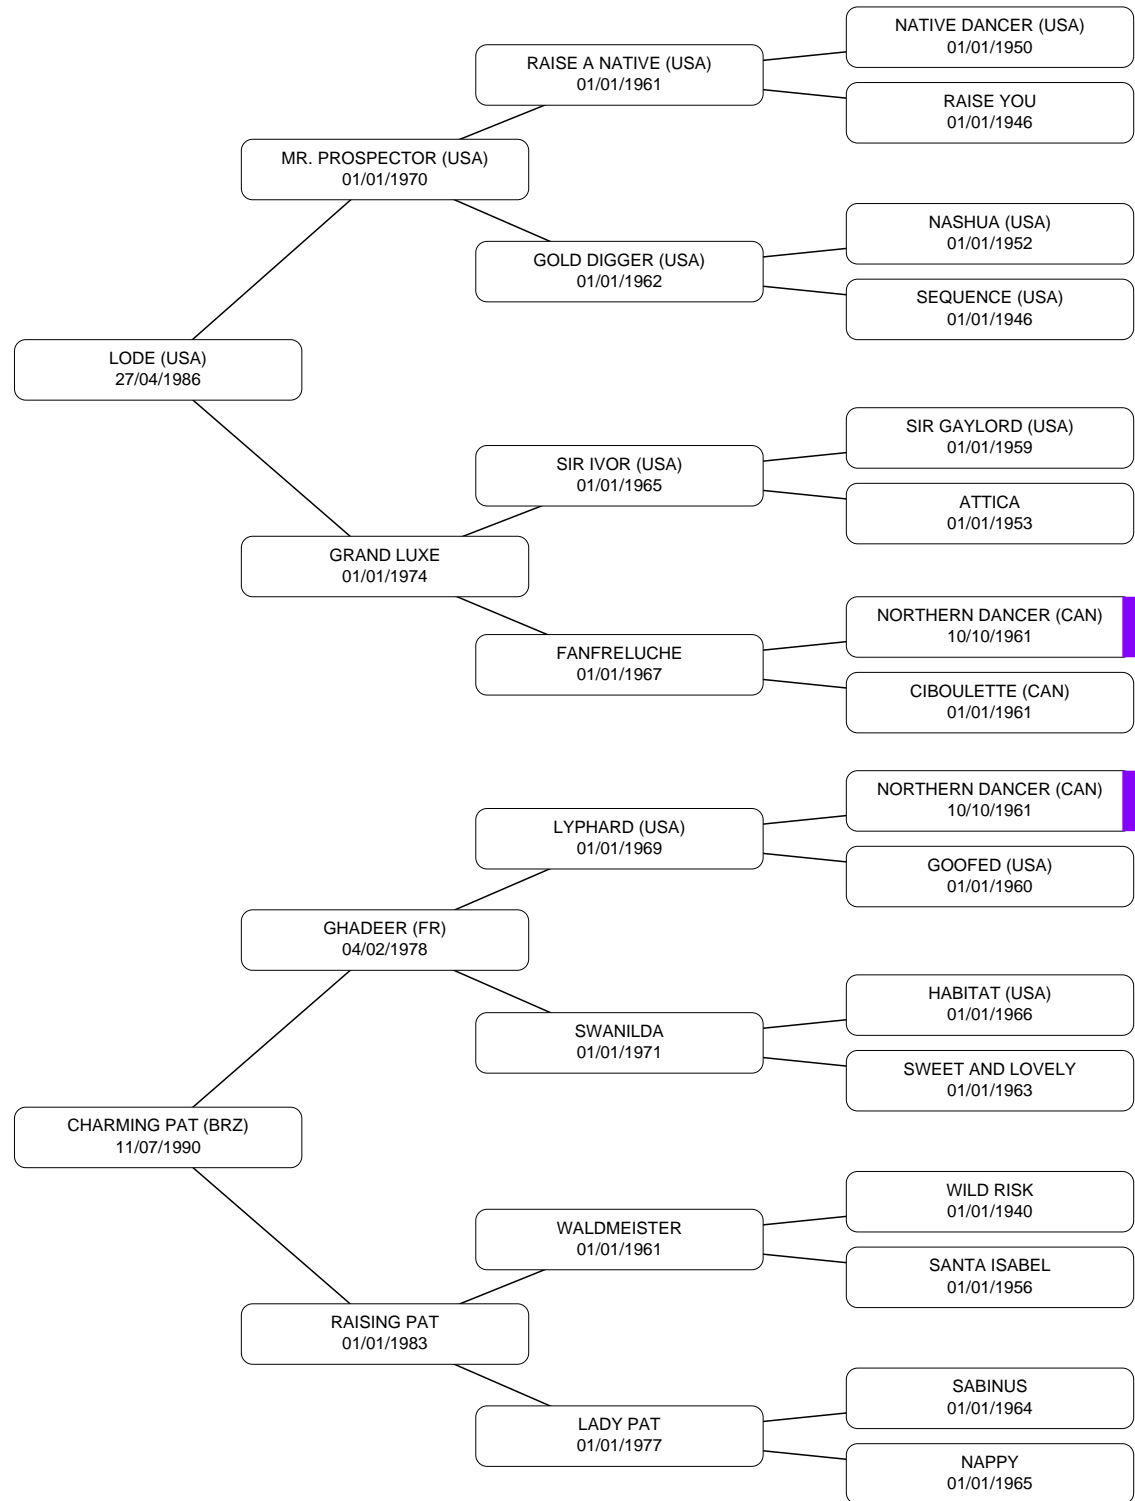 NATIVE DANCER (USA)
01/01/1950
RAISE A NATIVE (USA)
01/01/1961
RAISE YOU
01/01/1946
MR. PROSPECTOR (USA)
01/01/1970
NASHUA (USA)
01/01/1952
GOLD DIGGER (USA)
01/01/1962
SEQUENCE (USA)
01/01/1946
LODE (USA)
27/04/1986
SIR GAYLORD (USA)
01/01/1959
SIR IVOR (USA)
01/01/1965
ATTICA
01/01/1953
GRAND LUXE
01/01/1974
NORTHERN DANCER (CAN)
10/10/1961
FANFRELUCHE
01/01/1967
CIBOULETTE (CAN)
01/01/1961
NORTHERN DANCER (CAN)
10/10/1961
LYPHARD (USA)
01/01/1969
GOOFED (USA)
01/01/1960
GHADEER (FR)
04/02/1978
HABITAT (USA)
01/01/1966
SWANILDA
01/01/1971
SWEET AND LOVELY
01/01/1963
CHARMING PAT (BRZ)
11/07/1990
WILD RISK
01/01/1940
WALDMEISTER
01/01/1961
SANTA ISABEL
01/01/1956
RAISING PAT
01/01/1983
SABINUS
01/01/1964
LADY PAT
01/01/1977
NAPPY
01/01/1965